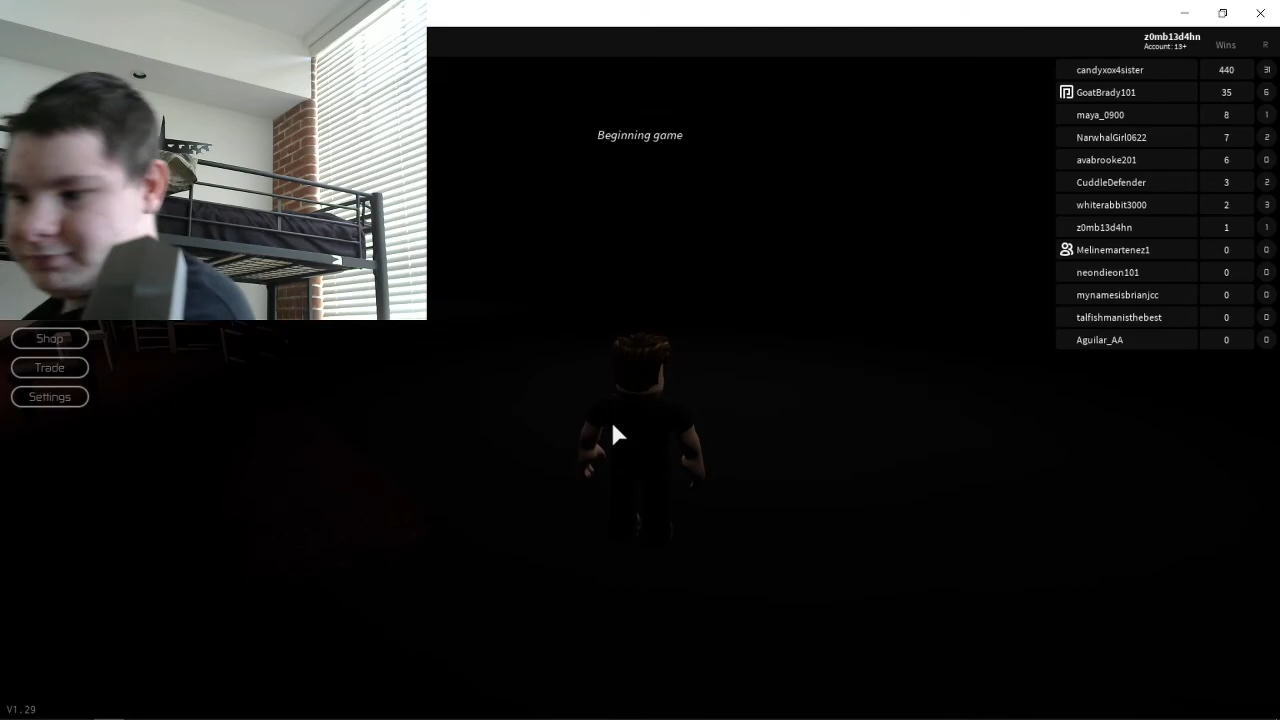 z0mb13d4hn
Account: 13+
Wins
R
candyxox4sister 440 31
GoatBrady101 35 6
maya_0900 8 1
NarwhalGirl0622 7 2
avabrooke201 6 0
CuddleDefender 3 2
whiterabbit3000 2 3
z0mb13d4hn 1 1
Melinemartenez1 0 0
neondieon101 0 0
mynamesisbrianjcc 0 0
talfishmanisthebest 0 0
Aguilar_AA 0 0
Beginning game
Shop
Trade
Settings
V1.29